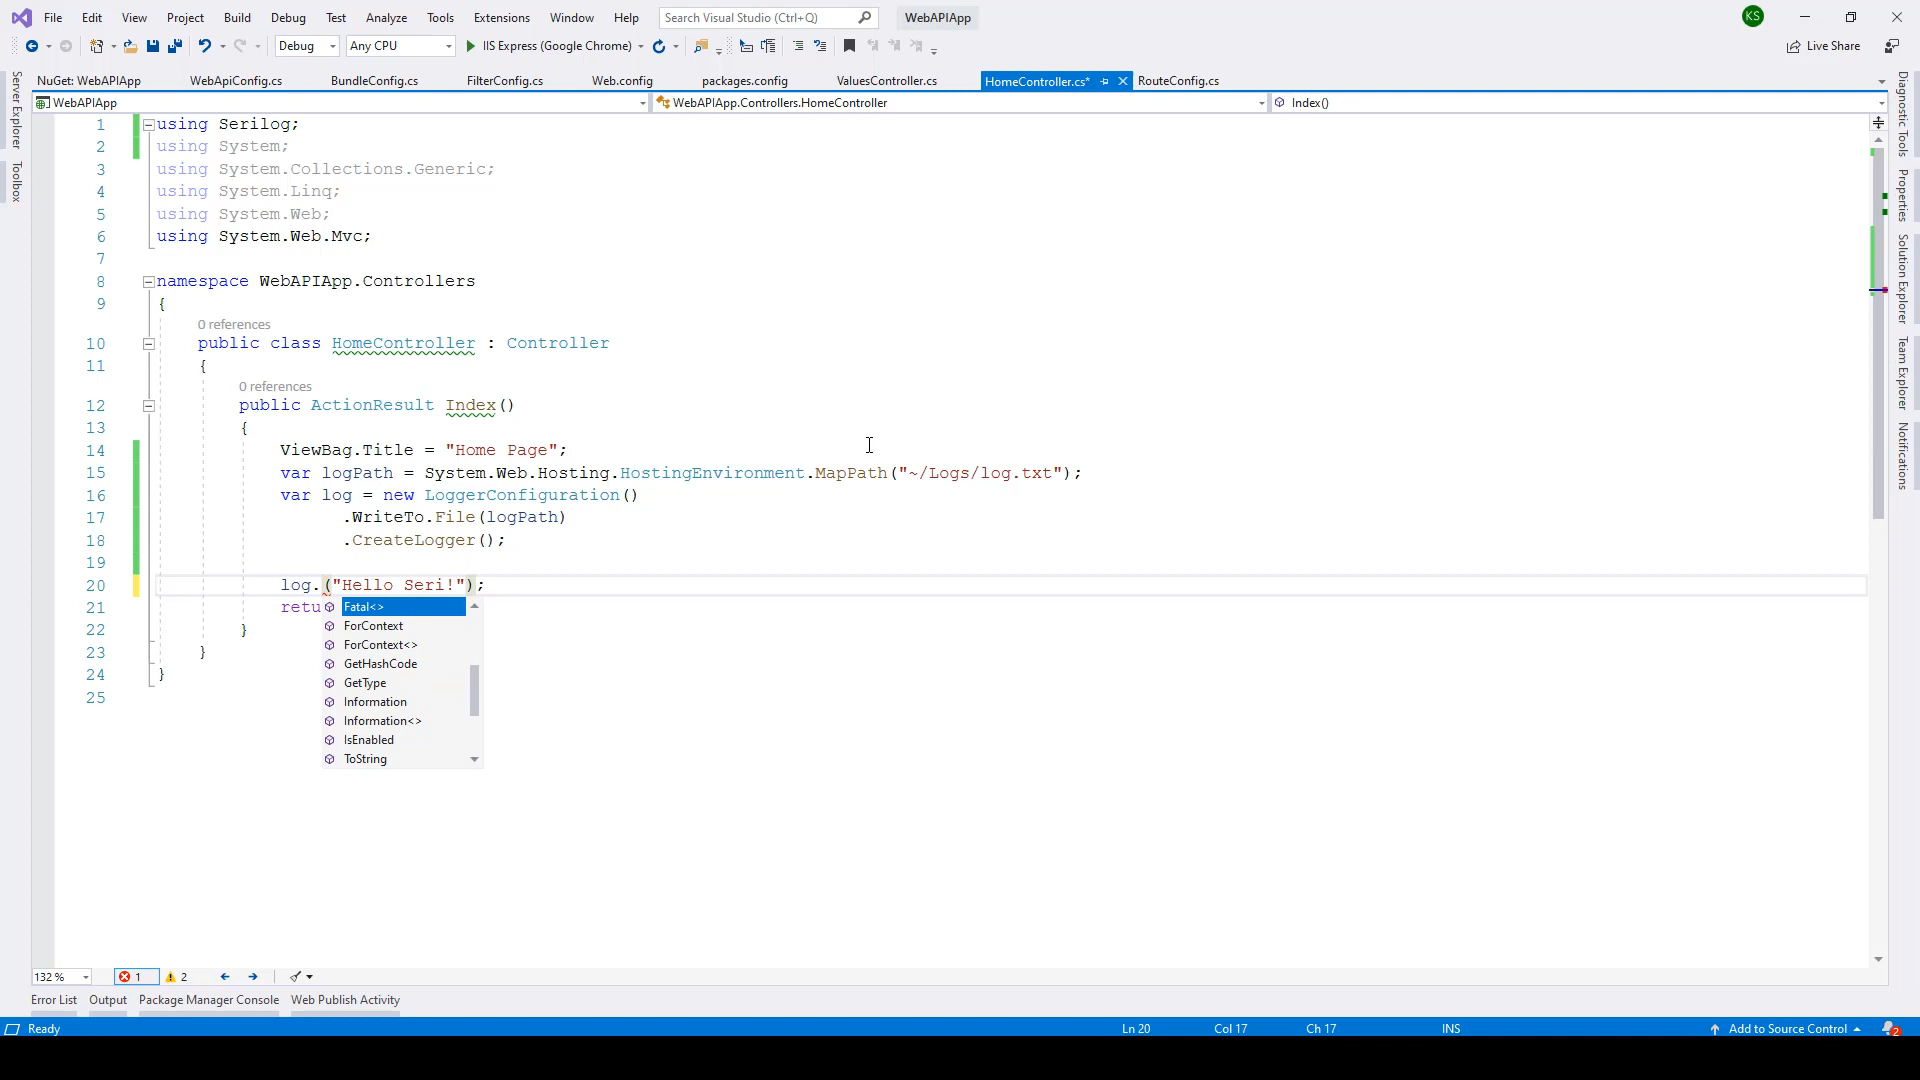 File Edit View Project Build Debug Test Analyze Tools Extensions Window Help Search Visual Studio (Ctrl+Q) WebAPIApp KS
Debug Any CPU IIS Express (Google Chrome) Live Share
NuGet: WebAPIApp WebApiConfig.cs BundleConfig.cs FilterConfig.cs Web.config packages.config ValuesController.cs HomeController.cs* RouteConfig.cs
WebAPIApp WebAPIApp.Controllers.HomeController Index()
Server Explorer
Toolbox
1 using Serilog;
2 using System;
3 using System.Collections.Generic;
4 using System.Linq;
5 using System.Web;
6 using System.Web.Mvc;
7
8 namespace WebAPIApp.Controllers
9 {
0 references
10 public class HomeController : Controller
11 {
0 references
12 public ActionResult Index()
13 {
14 ViewBag.Title = "Home Page";
15 var logPath = System.Web.Hosting.HostingEnvironment.MapPath("~/Logs/log.txt");
16 var log = new LoggerConfiguration()
17 .WriteTo.File(logPath)
18 .CreateLogger();
19
20 log.("Hello Seri!");
21 retu
22 }
23 }
24 }
25
Fatal<>
ForContext
ForContext<>
GetHashCode
GetType
Information
Information<>
IsEnabled
ToString
Diagnostic Tools
Properties
Solution Explorer
Team Explorer
Notifications
132 % 1 2
Error List Output Package Manager Console Web Publish Activity
Ready Ln 20 Col 17 Ch 17 INS Add to Source Control 2